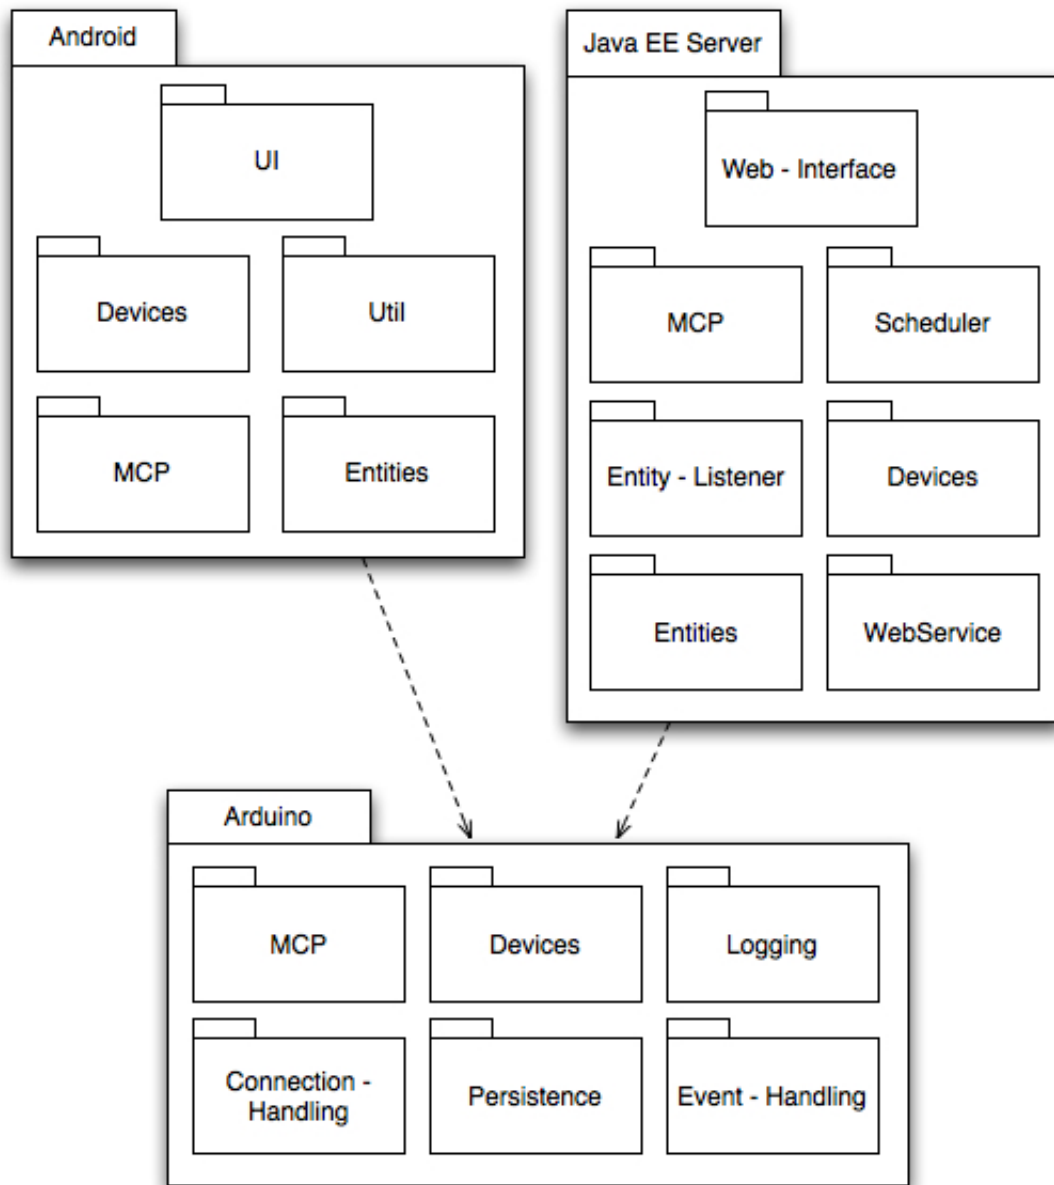 Android
UI
Devices
Util
MCP
Entities
Java EE Server
Web - Interface
MCP
Scheduler
Entity - Listener
Devices
Entities
WebService
Arduino
MCP
Devices
Logging
Connection -
Handling
Persistence
Event - Handling